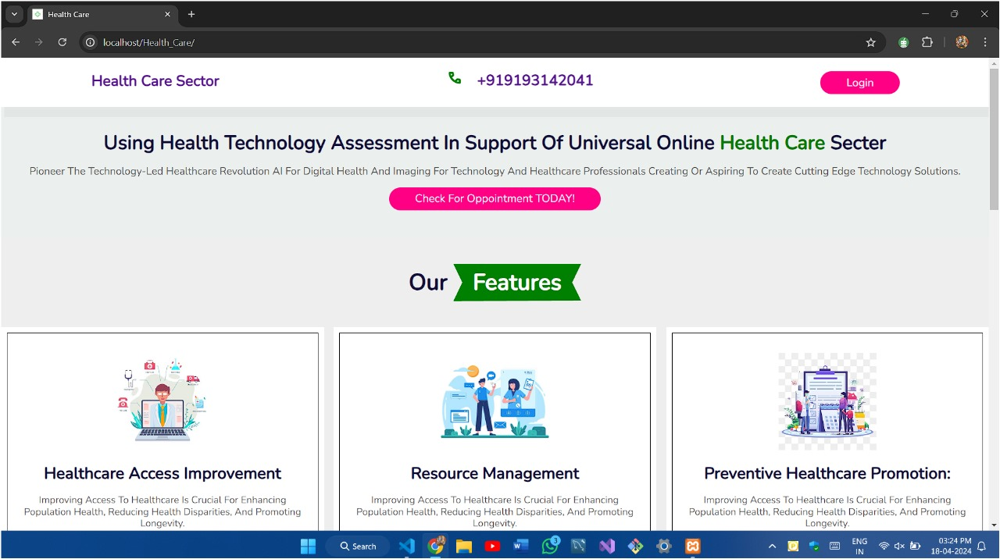 Health Care
localhost/Health_Care/
Health Care Sector
+919193142041
Login
Using Health Technology Assessment In Support Of Universal Online Health Care Secter
Pioneer The Technology-Led Healthcare Revolution AI For Digital Health And Imaging For Technology And Healthcare Professionals Creating Or Aspiring To Create Cutting Edge Technology Solutions.
Check For Oppointment TODAY!
Our Features
Healthcare Access Improvement
Improving Access To Healthcare Is Crucial For Enhancing
Population Health, Reducing Health Disparities, And Promoting
Longevity.
Resource Management
Improving Access To Healthcare Is Crucial For Enhancing
Population Health, Reducing Health Disparities, And Promoting
Longevity.
Preventive Healthcare Promotion:
Improving Access To Healthcare Is Crucial For Enhancing
Population Health, Reducing Health Disparities, And Promoting
Longevity.
Search
3
ENG
IN
03:24 PM
18-04-2024